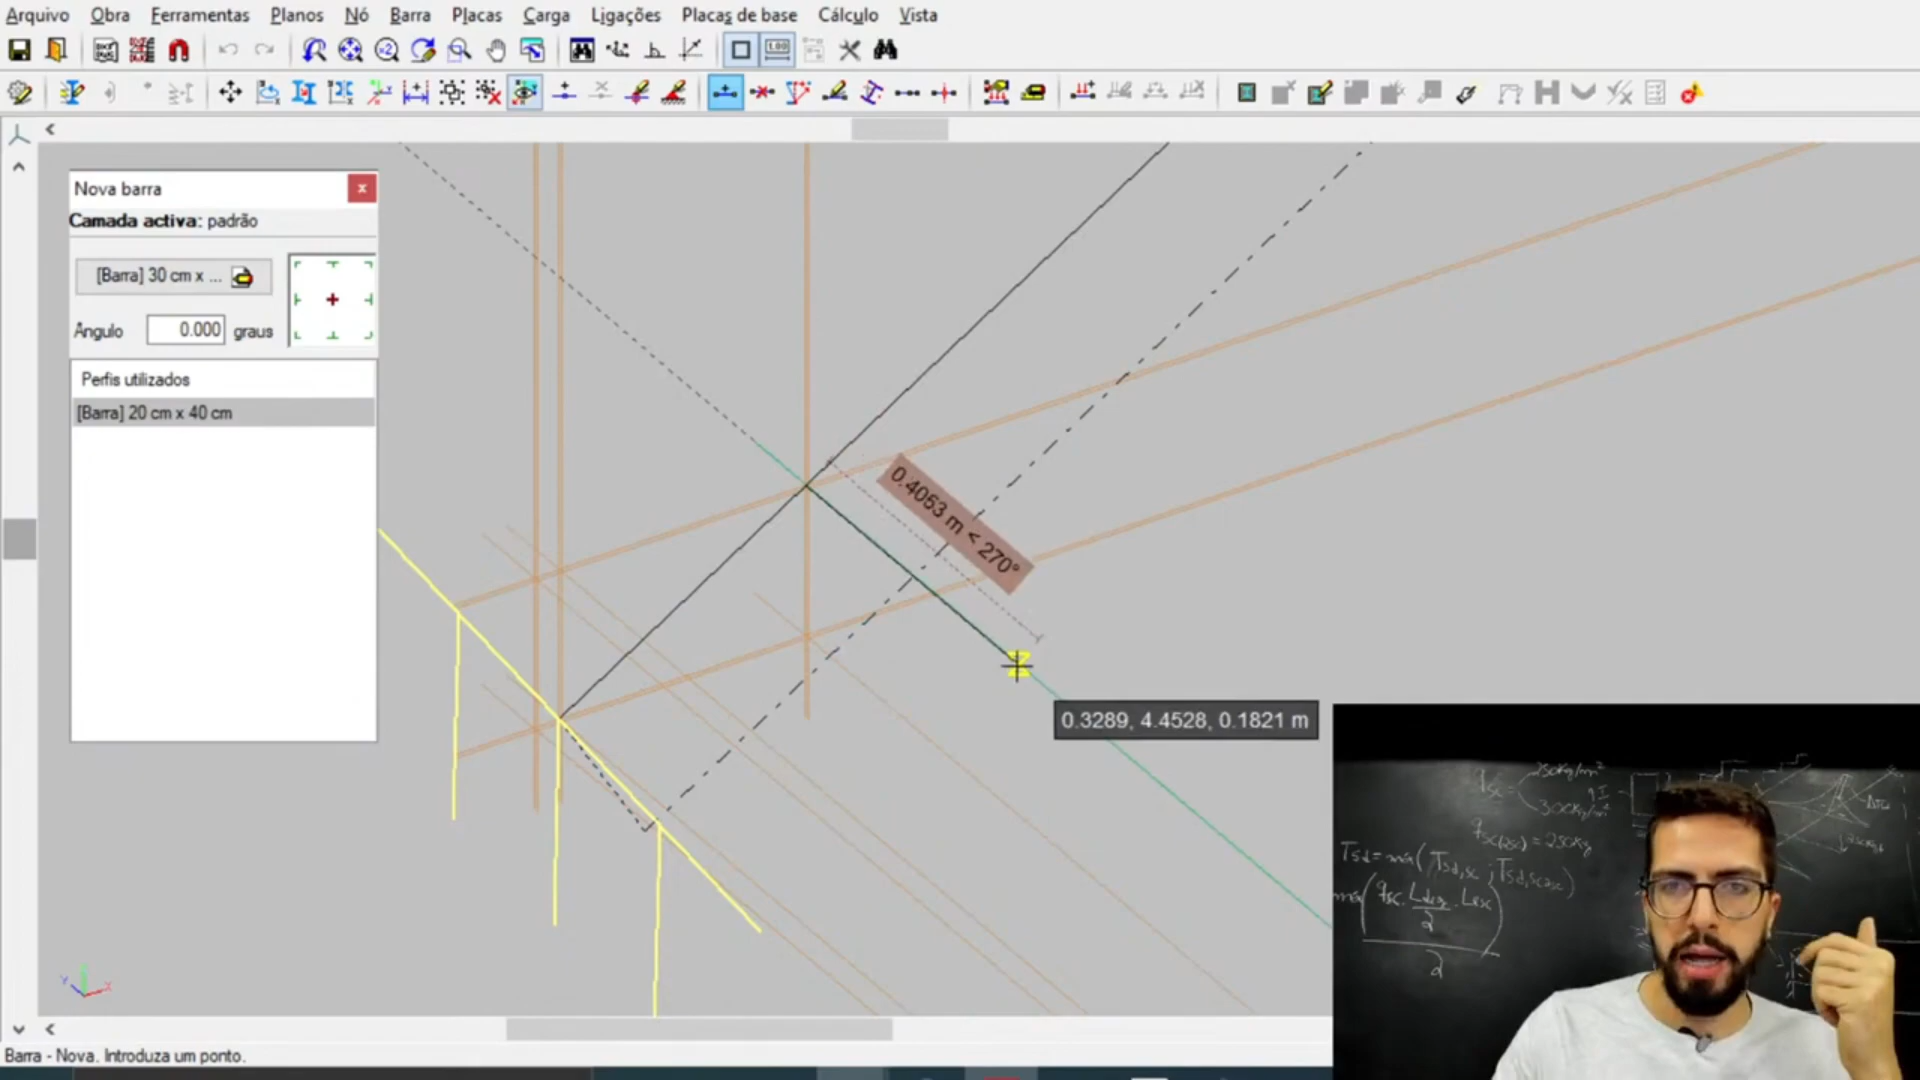 Arquivo Obra Ferramentas Planos Nó Barra Placas Carga Ligações Placas de base Cálculo Vista
Nova barra
x
Camada activa: padrão
[Barra] 30 cm x ...
Ângulo 0.000 graus
Perfis utilizados
[Barra] 20 cm x 40 cm
0.4053 m < 270°
0.3289, 4.4528, 0.1821 m
Barra - Nova. Introduza um ponto.